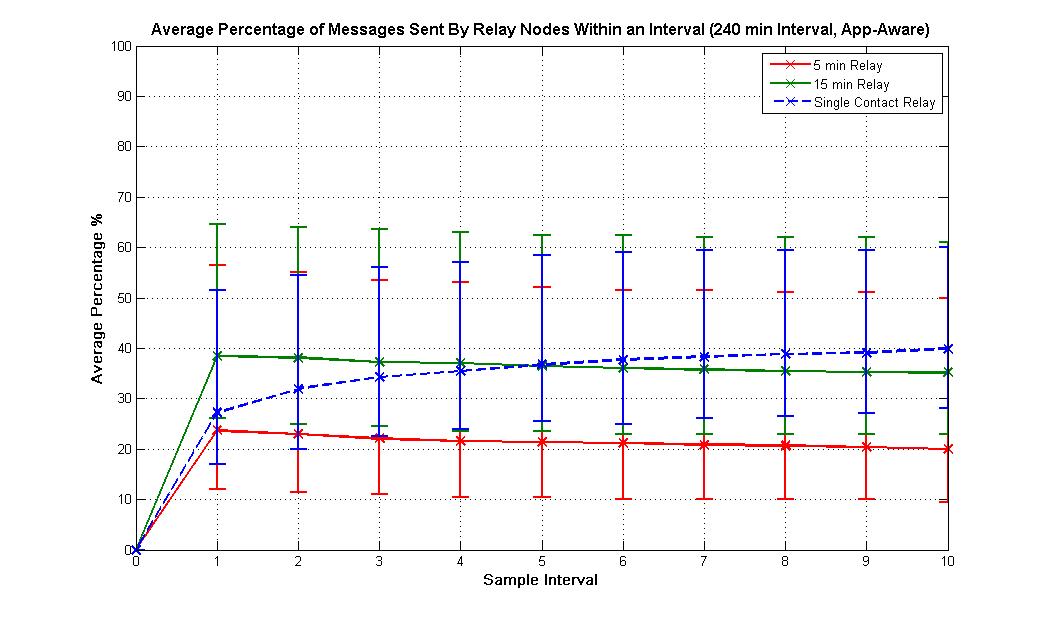 Average Percentage of Messages Sent By Relay Nodes Within an Interval (240 min Interval, App-Aware)
100
90
80
70
60
50
40
30
20
10
0
Average Percentage %
5 min Relay
15 min Relay
Single Contact Relay
0 1 2 3 4 5 6 7 8 9 10
Sample Interval